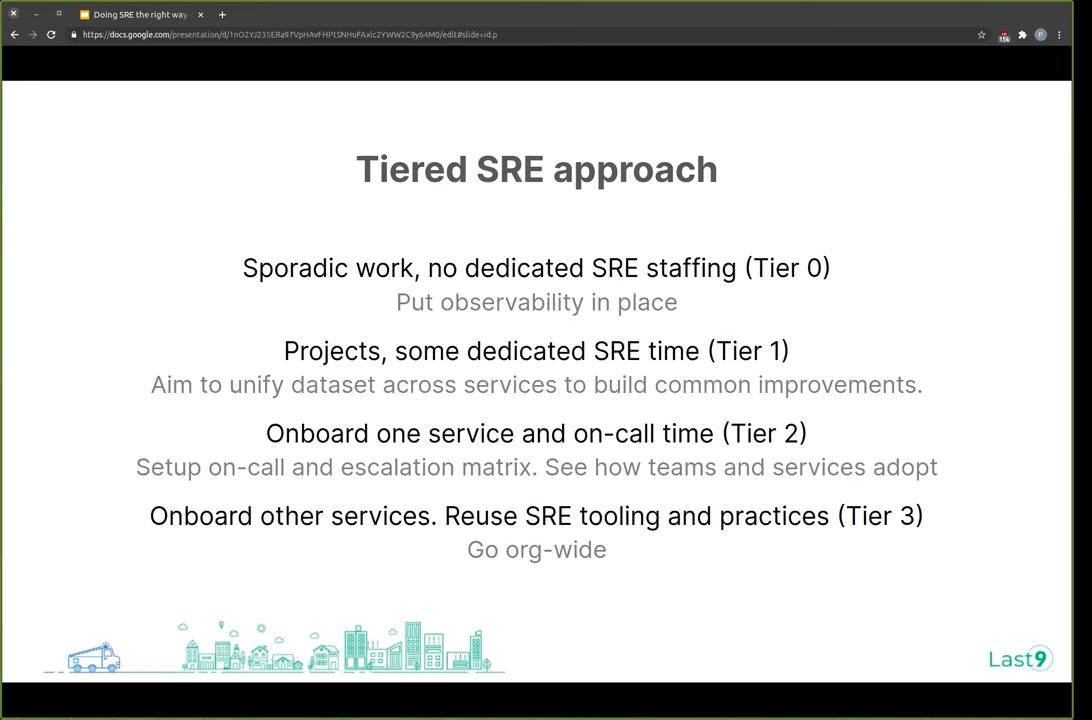 Doing SRE the right way
https://docs.google.com/presentation/d/1nO2YJ235ERa97VpHAvFHPtSNHuFAxic2YWW2C9y64M0/edit#slide=id.p
15k
P
Tiered SRE approach
Sporadic work, no dedicated SRE staffing (Tier 0)
Put observability in place
Projects, some dedicated SRE time (Tier 1)
Aim to unify dataset across services to build common improvements.
Onboard one service and on-call time (Tier 2)
Setup on-call and escalation matrix. See how teams and services adopt
Onboard other services. Reuse SRE tooling and practices (Tier 3)
Go org-wide
Last9